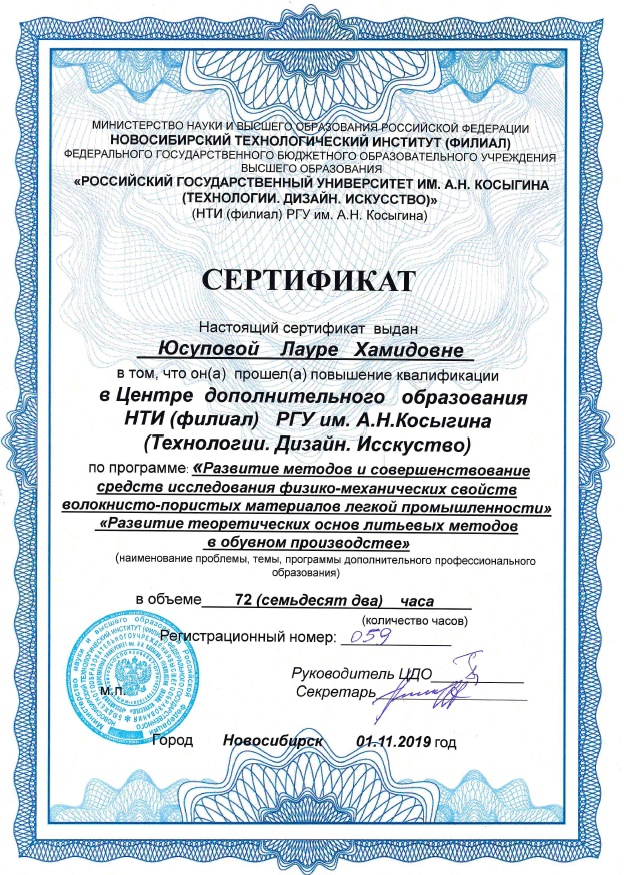 МИНИСТЕРСТВО НАУКИ И ВЫСШЕГО ОБРАЗОВАНИЯ РОССИЙСКОЙ ФЕДЕРАЦИИ
НОВОСИБИРСКИЙ ТЕХНОЛОГИЧЕСКИЙ ИНСТИТУТ (ФИЛИАЛ)
ФЕДЕРАЛЬНОГО ГОСУДАРСТВЕННОГО БЮДЖЕТНОГО ОБРАЗОВАТЕЛЬНОГО УЧРЕЖДЕНИЯ
ВЫСШЕГО ОБРАЗОВАНИЯ
«РОССИЙСКИЙ ГОСУДАРСТВЕННЫЙ УНИВЕРСИТЕТ ИМ. А.Н. КОСЫГИНА
(ТЕХНОЛОГИИ. ДИЗАЙН. ИСКУССТВО)»
(НТИ (филиал) РГУ им. А.Н. Косыгина)
СЕРТИФИКАТ
Настоящий сертификат выдан
Юсуповой Лауре Хамидовне
в том, что он(а) прошел(а) повышение квалификации
в Центре дополнительного образования
НТИ (филиал) РГУ им. А.Н.Косыгина
(Технологии. Дизайн. Исскуство)
по программе: «Развитие методов и совершенствование
средств исследования физико-механических свойств
волокнисто-пористых материалов легкой промышленности»
«Развитие теоретических основ литьевых методов
в обувном производстве»
(наименование проблемы, темы, программы дополнительного профессионального
образования)
в объеме 72 (семьдесят два) часа
(количество часов)
Регистрационный номер: 059
Руководитель ЦДО
Секретарь
м.п.
Город Новосибирск 01.11.2019 год